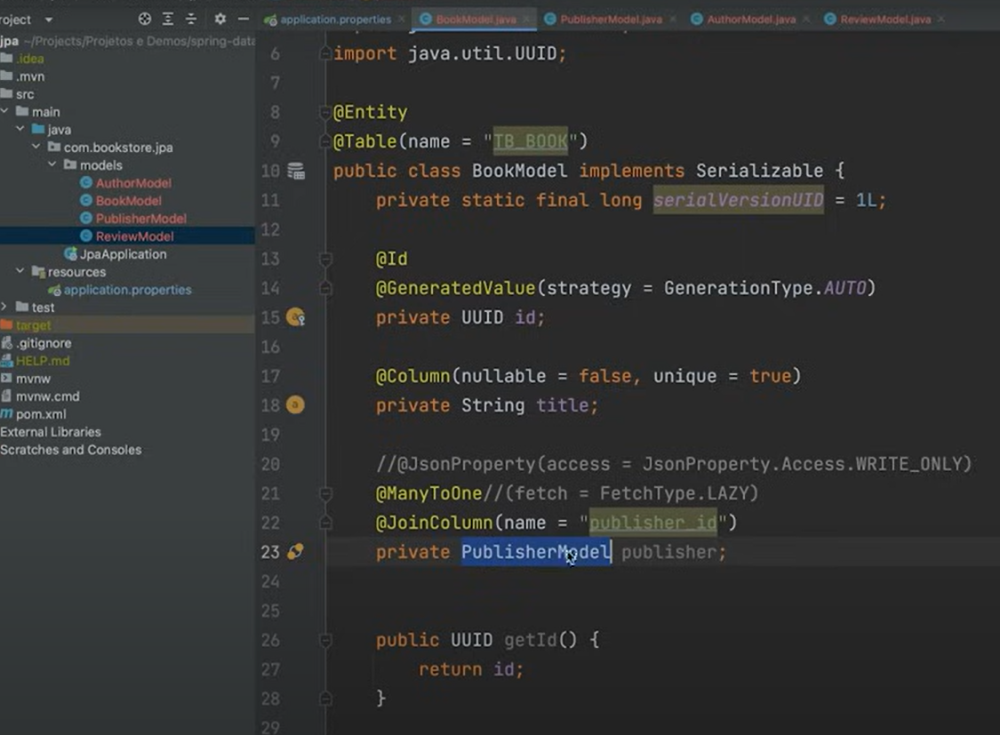 roject
application.properties
BookModel.java
PublisherModel.java
AuthorModel.java
ReviewModel.java
jpa ~/Projects/Projetos e Demos/spring-data
.idea
.mvn
src
main
java
com.bookstore.jpa
models
AuthorModel
BookModel
PublisherModel
ReviewModel
JpaApplication
resources
application.properties
test
target
.gitignore
HELP.md
mvnw
mvnw.cmd
pom.xml
External Libraries
Scratches and Consoles
6 import java.util.UUID;
7
8 @Entity
9 @Table(name = "TB_BOOK")
10 public class BookModel implements Serializable {
11 private static final long serialVersionUID = 1L;
12
13 @Id
14 @GeneratedValue(strategy = GenerationType.AUTO)
15 private UUID id;
16
17 @Column(nullable = false, unique = true)
18 private String title;
19
20 //@JsonProperty(access = JsonProperty.Access.WRITE_ONLY)
21 @ManyToOne//(fetch = FetchType.LAZY)
22 @JoinColumn(name = "publisher_id")
23 private PublisherModel publisher;
24
25
26 public UUID getId() {
27 return id;
28 }
29